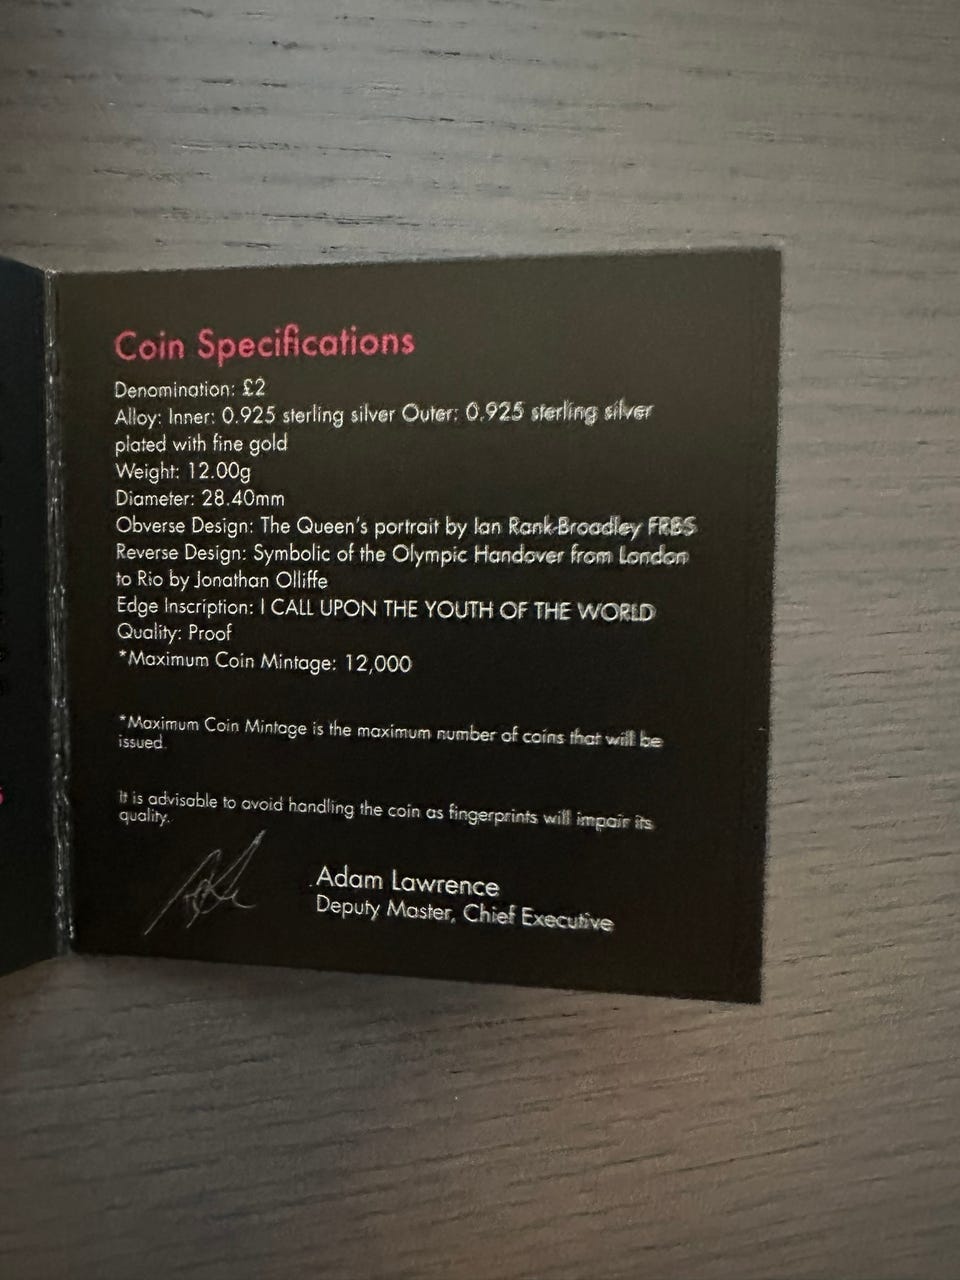 Coin Specifications
Denomination: £2
Alloy: Inner: 0.925 sterling silver Outer: 0.925 sterling silver
plated with fine gold
Weight: 12.00g
Diameter: 28.40mm
Obverse Design: The Queen's portrait by Ian Rank-Broadley FRBS
Reverse Design: Symbolic of the Olympic Handover from London
to Rio by Jonathan Olliffe
Edge Inscription: I CALL UPON THE YOUTH OF THE WORLD
Quality: Proof
*Maximum Coin Mintage: 12,000
*Maximum Coin Mintage is the maximum number of coins that will be
issued.
It is advisable to avoid handling the coin as fingerprints will impair its
quality.
Adam Lawrence
Deputy Master, Chief Executive